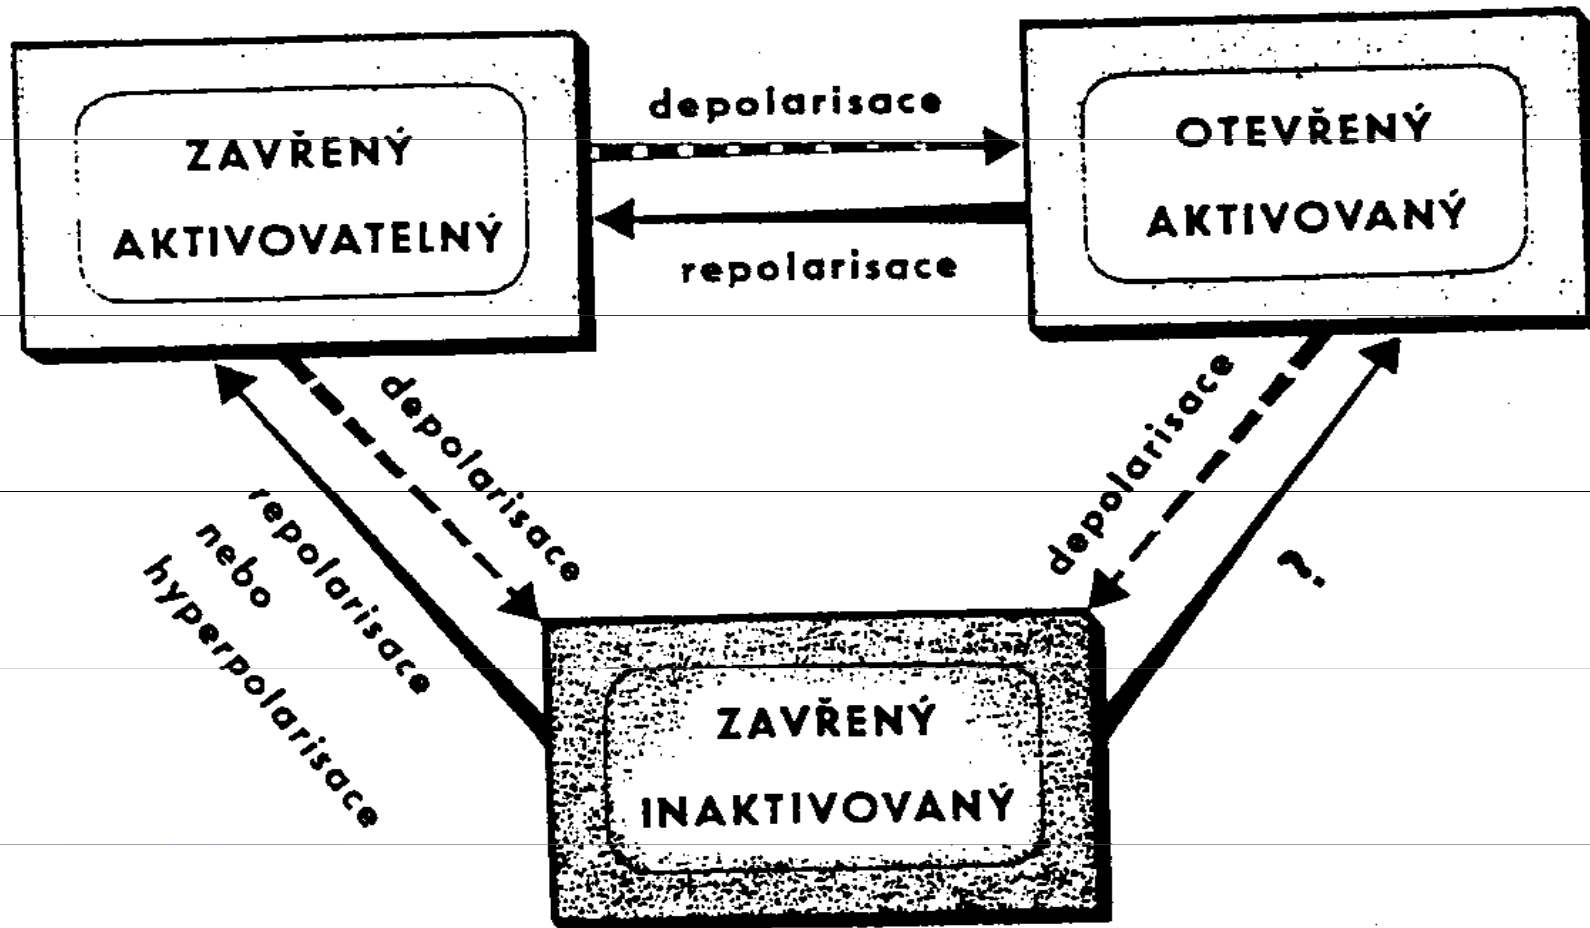 ZAVŘENÝ
AKTIVOVATELNÝ
depolarisace
repolarisace
OTEVŘENÝ
AKTIVOVANÝ
depolarisace
repolarisace
nebo
hyperpolarisace
depolarisace
?
ZAVŘENÝ
INAKTIVOVANÝ